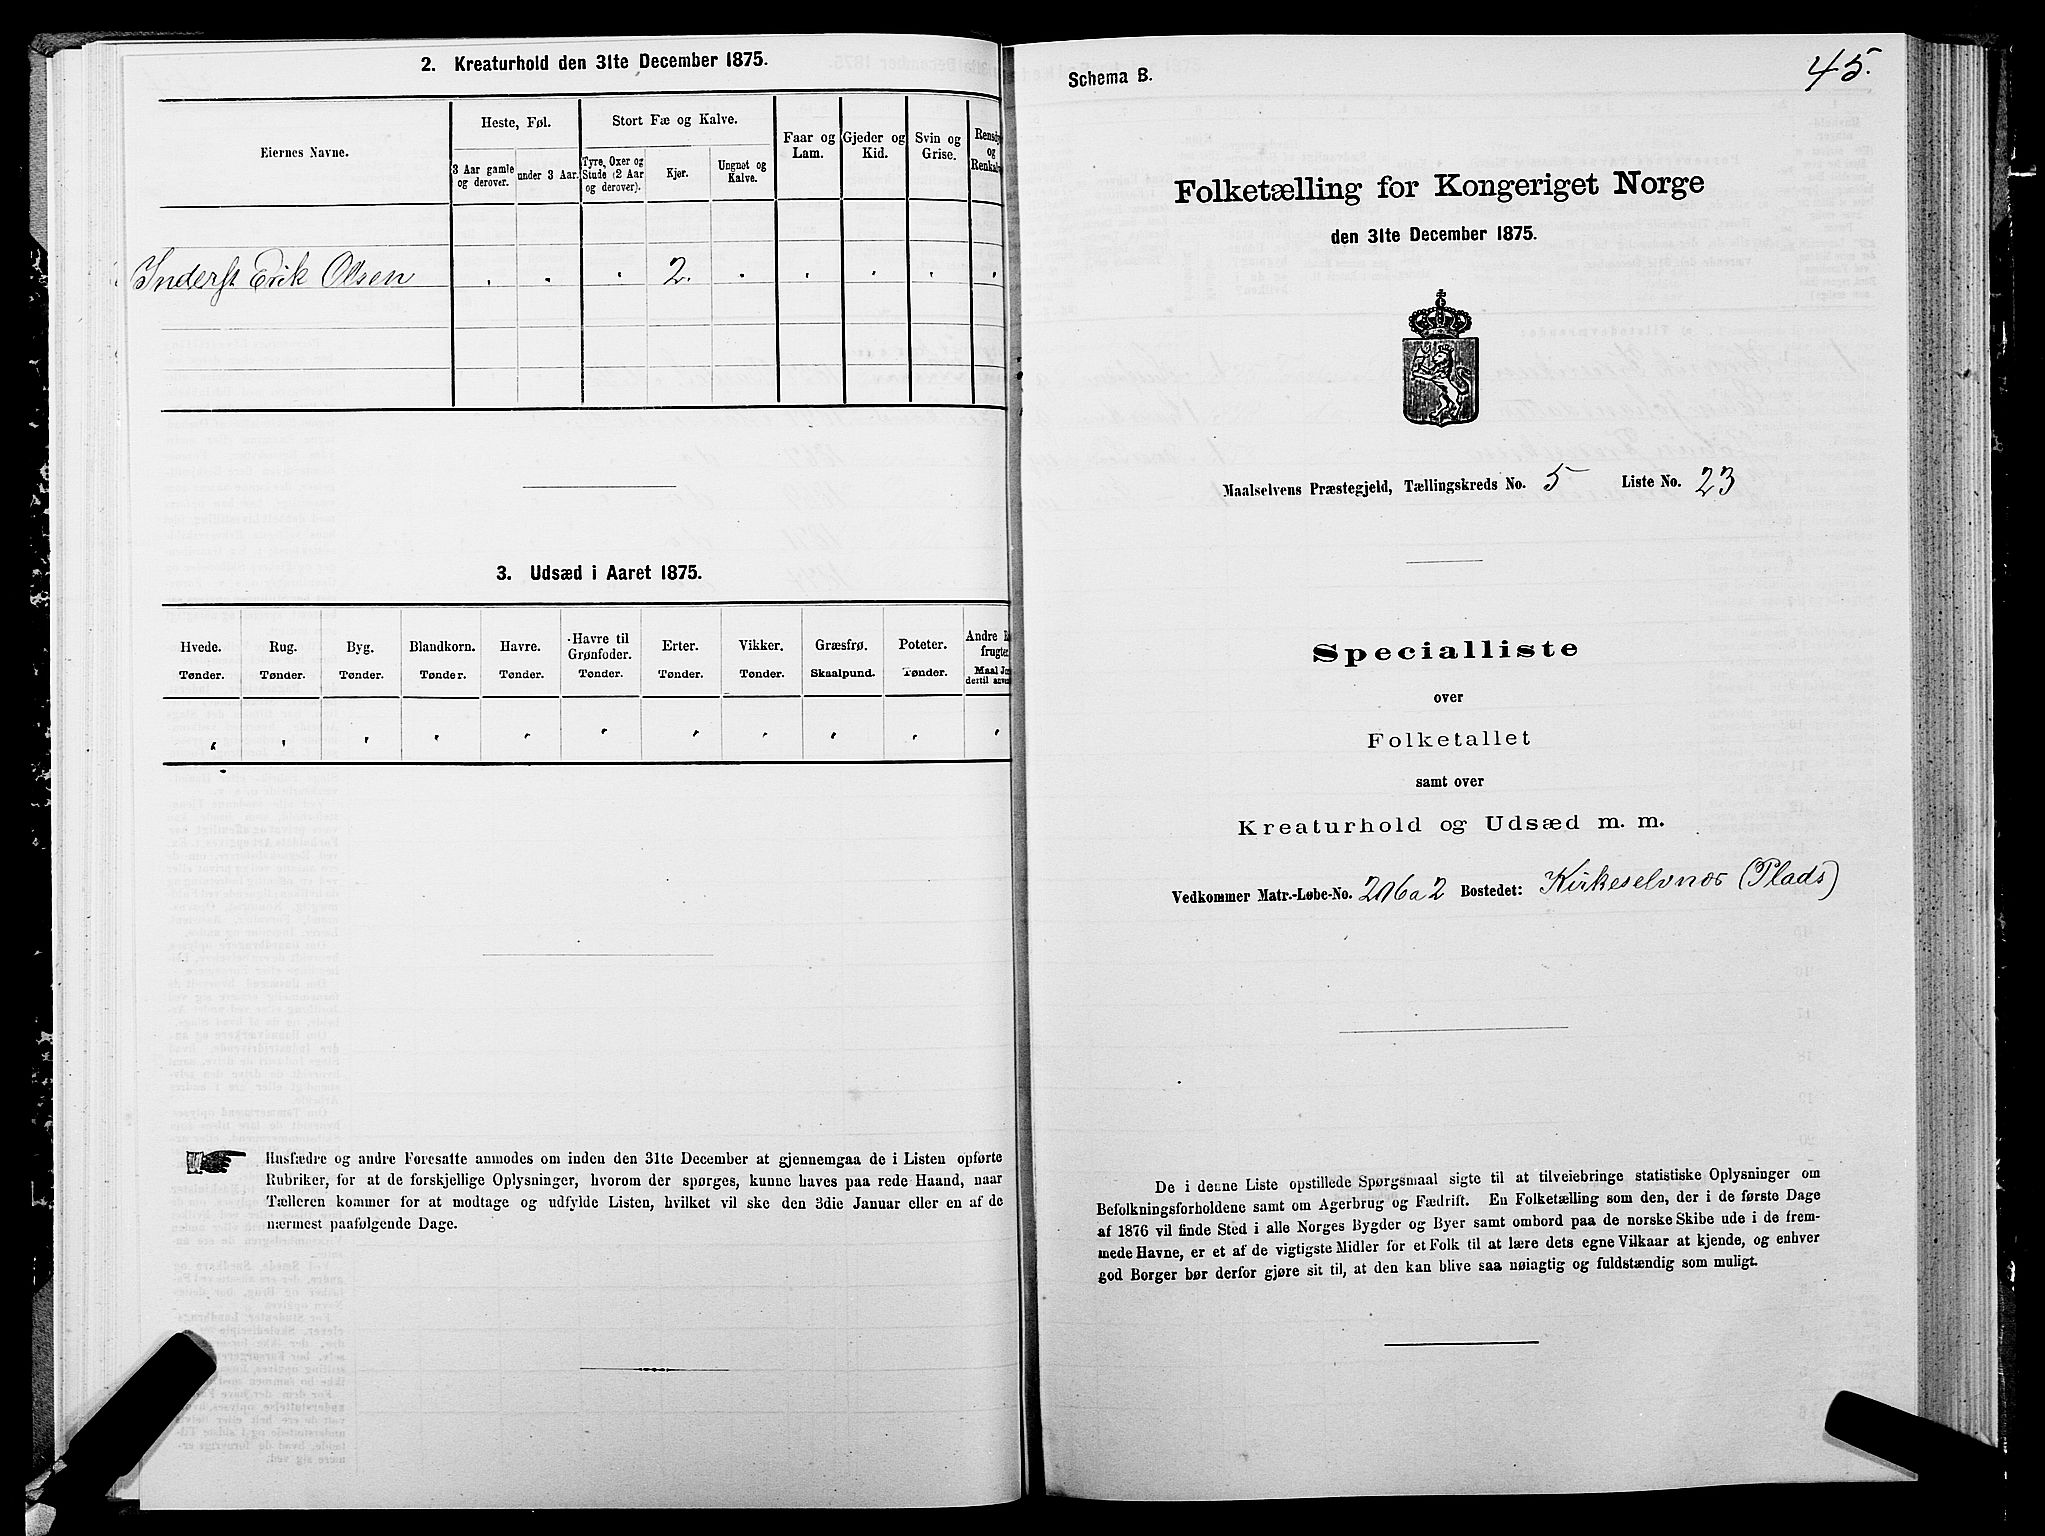 2. Kreaturhold den 31te December 1875.
Eiernes Navne.
Heste, Føl.
3 Aar gamle og derover.
under 3 Aar.
Stort Fæ og Kalve.
Tyre, Oxer og Stude (2 Aar og derover).
Kjør.
Ungnøt og Kalve.
Faar og Lam.
Gjeder og Kid.
Svin og Grise.
Inderst Erik Olsen 2.
3. Udsæd i Aaret 1875.
Hvede. Rug. Byg. Blandkorn. Havre. Havre til Grønfoder. Erter. Vikker. Græsfrø. Poteter. Andre
Tønder. Tønder. Tønder. Tønder. Tønder. Tønder. Tønder. Tønder. Skaalpund. Tønder. Maal
Husfædre og andre Foresatte anmodes om inden den 31te December at gjennemgaa de i Listen opførte
Rubriker, for at de forskjellige Oplysninger, hvorom der spørges, kunne haves paa rede Haand, naar
Tælleren kommer for at modtage og udfylde Listen, hvilket vil ske den 3die Januar eller en af de
nærmest paafølgende Dage.
Schema B.
45.
Folketælling for Kongeriget Norge
den 31te December 1875.
Maalselvens Præstegjeld, Tællingskreds No. 5 Liste No. 23
Specialliste
over
Folketallet
samt over
Kreaturhold og Udsæd m. m.
Vedkommer Matr.-Løbe-No. 206a2 Bostedet: Kirkeselvnæs (Plads)
De i denne Liste opstillede Spørgsmaal sigte til at tilveiebringe statistiske Oplysninger om
Befolkningsforholdene samt om Agerbrug og Fædrift. En Folketælling som den, der i de første Dage
af 1876 vil finde Sted i alle Norges Bygder og Byer samt ombord paa de norske Skibe ude i de frem-
mede Havne, er et af de vigtigste Midler for et Folk til at lære dets egne Vilkaar at kjende, og enhver
god Borger bør derfor gjøre sit til, at den kan blive saa nøiagtig og fuldstændig som muligt.